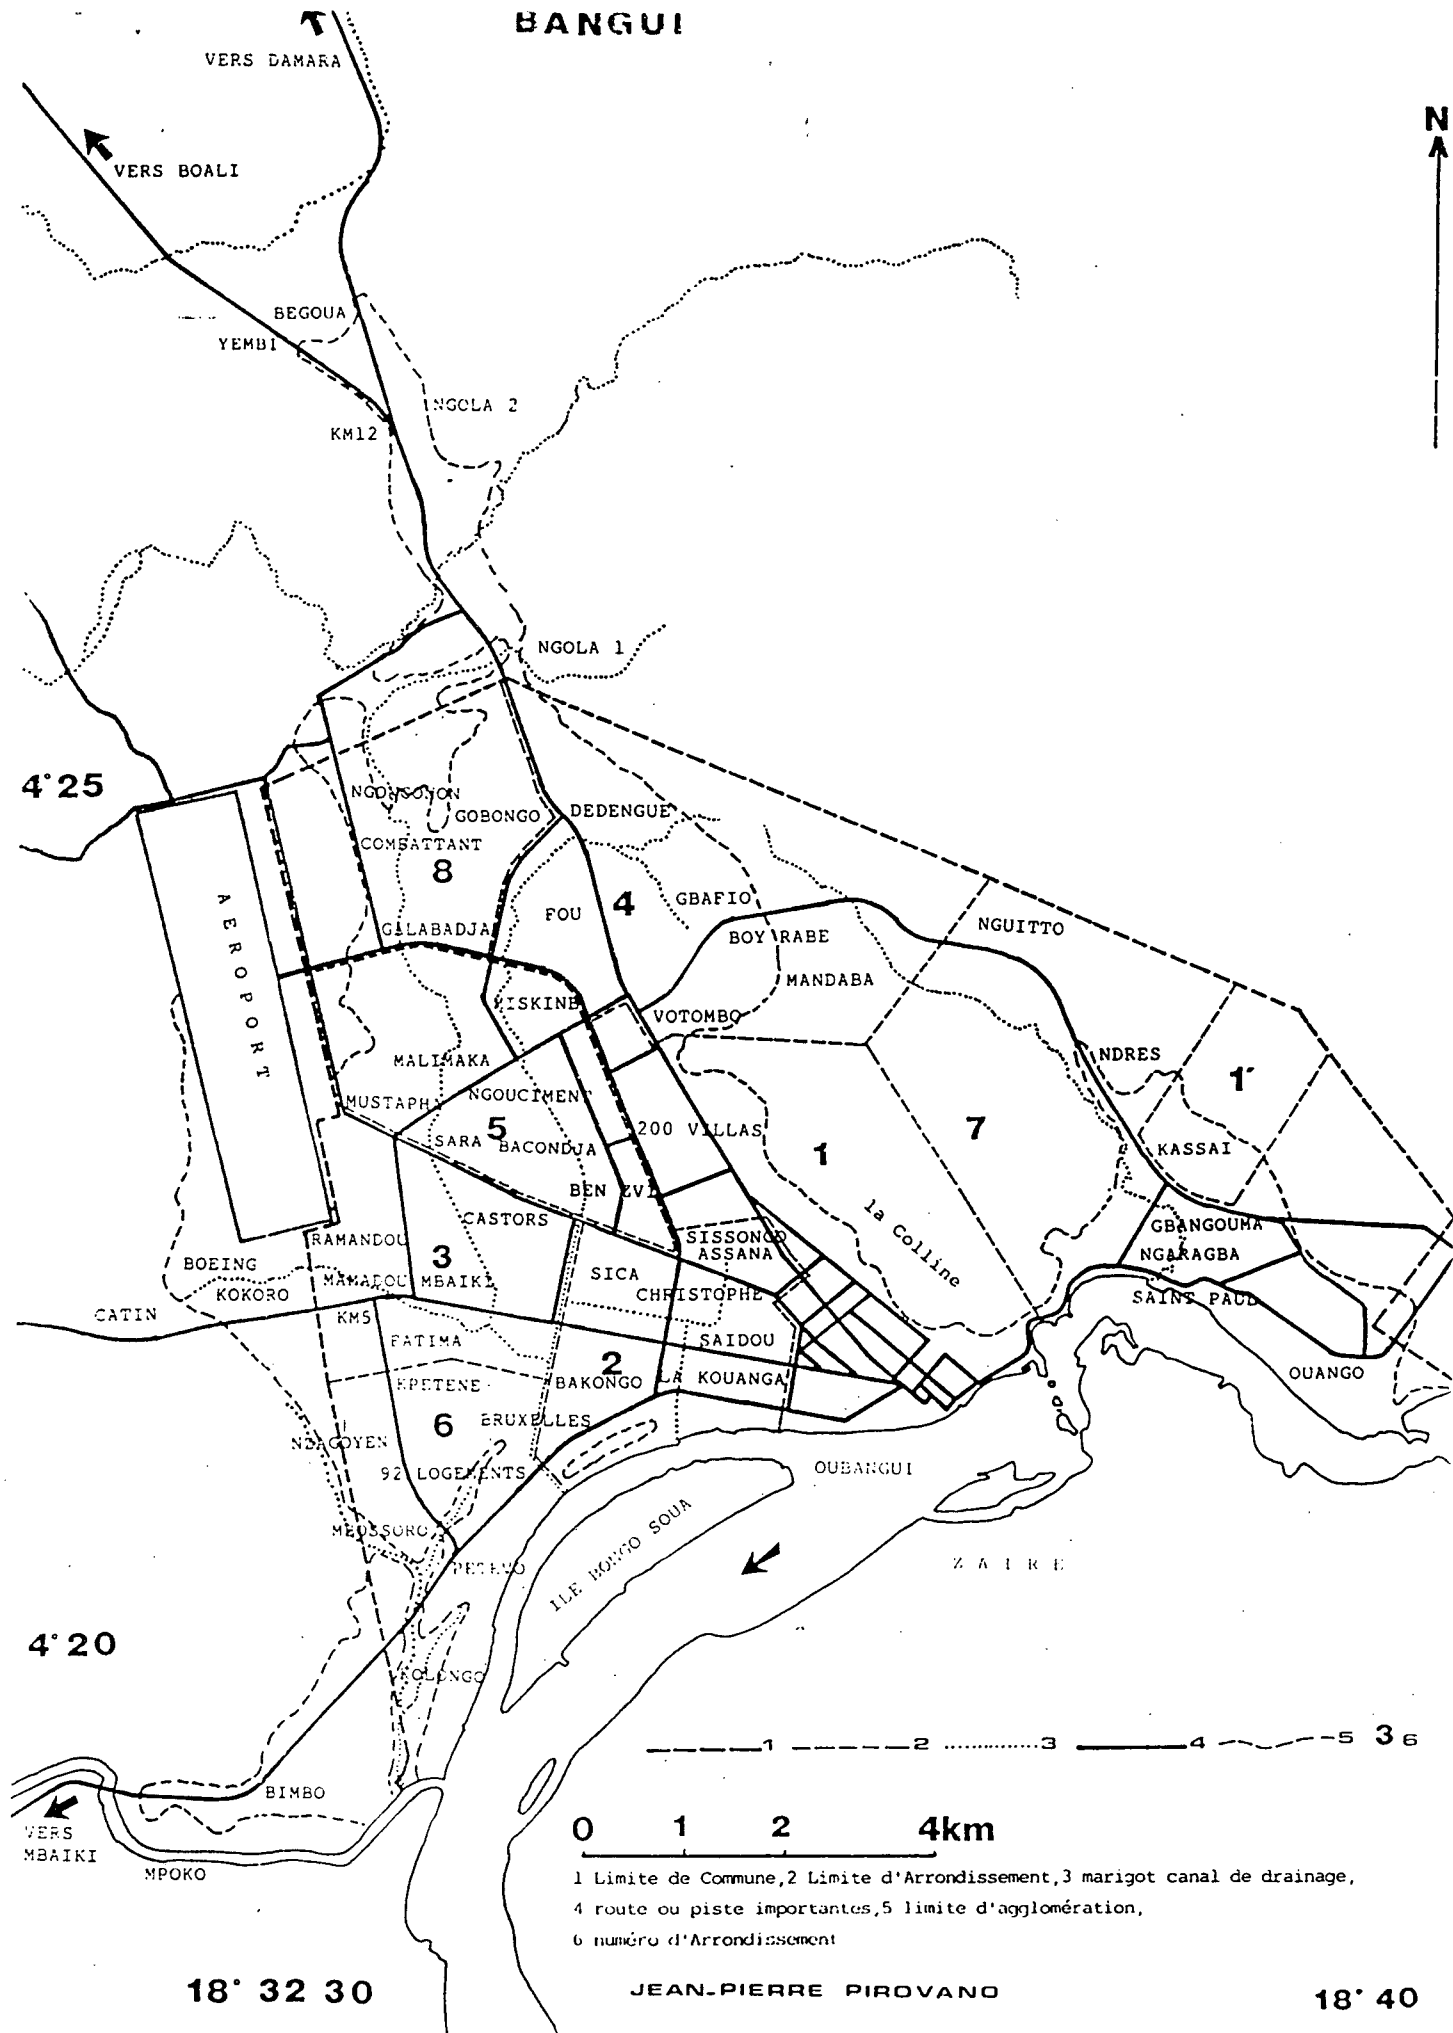 BANGUI
VERS DAMARA
N
VERS BOALI
BEGOUA
YEMBI
NGOLA 2
KM12
NGOLA 1
4°25
NGONGONON
GOBONGO
DEDENGUE
COMBATTANT
8
AEROPORT
FOU
4
GBAFIO
GALABADJA
BOY RABE
NGUITTO
MANDABA
MISKINE
VOTOMBO
MALIMAKA
NDRES
1'
NGOUCIMENT
MUSTAPHA
5
200 VILLAS
7
SARA
BACONDJA
1
KASSAI
BEN ZVI
la Colline
CASTORS
GBANGOUMA
RAMANDOU
SISSONGO
ASSANA
NGARAGBA
3
BOEING
SICA
MAMADOU MBAIKI
KOKORO
CHRISTOPHE
SAINT PAUL
CATIN
KM5
FATIMA
SAIDOU
2
OUANGO
KPETENE
BAKONGO
LA KOUANGA
6
BRUXELLES
92 LOGEMENTS
OUBANGUI
ILE BONGO SOUA
PETEVO
ZAIRE
4°20
KOLONGO
1 2 3 4 5 3 6
BIMBO
VERS
MBAIKI
MPOKO
0 1 2 4km
1 Limite de Commune,2 Limite d'Arrondissement,3 marigot canal de drainage,
4 route ou piste importantes,5 limite d'agglomération,
6 numéro d'Arrondissement
18° 32 30
JEAN-PIERRE PIROVANO
18° 40